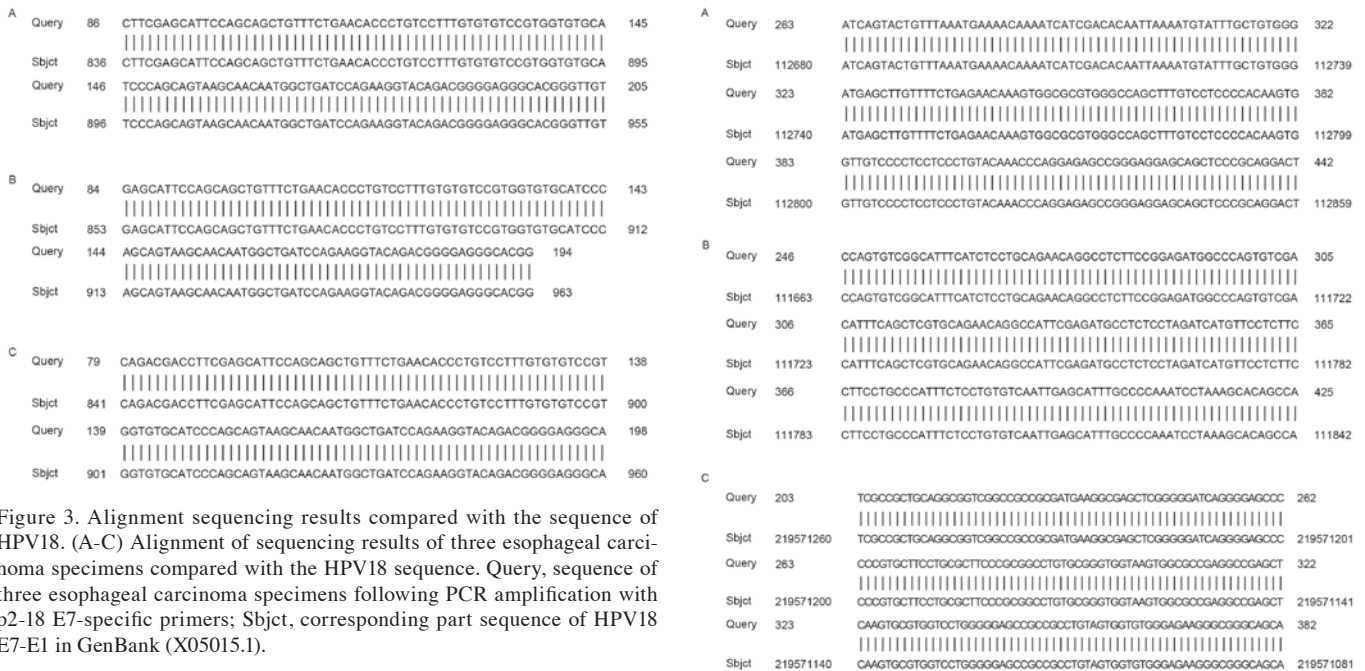 A
Query 86 CTTCGAGCATTCCAGCAGCTGTTTCTGAACACCCTGTCCTTTGTGTGTCCGTGGTGTGCA 145
Sbjct 836 CTTCGAGCATTCCAGCAGCTGTTTCTGAACACCCTGTCCTTTGTGTGTCCGTGGTGTGCA 895
Query 146 TCCCAGCAGTAAGCAACAATGGCTGATCCAGAAGGTACAGACGGGGAGGGCACGGGTTGT 205
Sbjct 896 TCCCAGCAGTAAGCAACAATGGCTGATCCAGAAGGTACAGACGGGGAGGGCACGGGTTGT 955
B
Query 84 GAGCATTCCAGCAGCTGTTTCTGAACACCCTGTCCTTTGTGTGTCCGTGGTGTGCATCCC 143
Sbjct 853 GAGCATTCCAGCAGCTGTTTCTGAACACCCTGTCCTTTGTGTGTCCGTGGTGTGCATCCC 912
Query 144 AGCAGTAAGCAACAATGGCTGATCCAGAAGGTACAGACGGGGAGGGCACGG 194
Sbjct 913 AGCAGTAAGCAACAATGGCTGATCCAGAAGGTACAGACGGGGAGGGCACGG 963
C
Query 79 CAGACGACCTTCGAGCATTCCAGCAGCTGTTTCTGAACACCCTGTCCTTTGTGTGTCCGT 138
Sbjct 841 CAGACGACCTTCGAGCATTCCAGCAGCTGTTTCTGAACACCCTGTCCTTTGTGTGTCCGT 900
Query 139 GGTGTGCATCCCAGCAGTAAGCAACAATGGCTGATCCAGAAGGTACAGACGGGGAGGGCA 198
Sbjct 901 GGTGTGCATCCCAGCAGTAAGCAACAATGGCTGATCCAGAAGGTACAGACGGGGAGGGCA 960
Figure 3. Alignment sequencing results compared with the sequence of
HPV18. (A-C) Alignment of sequencing results of three esophageal carci-
noma specimens compared with the HPV18 sequence. Query, sequence of
three esophageal carcinoma specimens following PCR amplification with
p2-18 E7-specific primers; Sbjct, corresponding part sequence of HPV18
E7-E1 in GenBank (X05015.1).
A
Query 263 ATCAGTACTGTTTAAATGAAAACAAAATCATCGACACAATTAAAATGTATTTGCTGTGGG 322
Sbjct 112680 ATCAGTACTGTTTAAATGAAAACAAAATCATCGACACAATTAAAATGTATTTGCTGTGGG 112739
Query 323 ATGAGCTTGTTTTCTGAGAACAAAGTGGCGCGTGGGCCAGCTTTGTCCTCCCCACAAGTG 382
Sbjct 112740 ATGAGCTTGTTTTCTGAGAACAAAGTGGCGCGTGGGCCAGCTTTGTCCTCCCCACAAGTG 112799
Query 383 GTTGTCCCCTCCTCCCTGTACAAACCCAGGAGAGCCGGGAGGAGCAGCTCCCGCAGGACT 442
Sbjct 112800 GTTGTCCCCTCCTCCCTGTACAAACCCAGGAGAGCCGGGAGGAGCAGCTCCCGCAGGACT 112859
B
Query 246 CCAGTGTCGGCATTTCATCTCCTGCAGAACAGGCCTCTTCCGGAGATGGCCCAGTGTCGA 305
Sbjct 111663 CCAGTGTCGGCATTTCATCTCCTGCAGAACAGGCCTCTTCCGGAGATGGCCCAGTGTCGA 111722
Query 306 CATTTCAGCTCGTGCAGAACAGGCCATTCGAGATGCCTCTCCTAGATCATGTTCCTCTTC 365
Sbjct 111723 CATTTCAGCTCGTGCAGAACAGGCCATTCGAGATGCCTCTCCTAGATCATGTTCCTCTTC 111782
Query 366 CTTCCTGCCCATTTCTCCTGTGTCAATTGAGCATTTGCCCCAAATCCTAAAGCACAGCCA 425
Sbjct 111783 CTTCCTGCCCATTTCTCCTGTGTCAATTGAGCATTTGCCCCAAATCCTAAAGCACAGCCA 111842
C
Query 203 TCGCCGCTGCAGGCGGTCGGCCGCCGCGATGAAGGCGAGCTCGGGGGATCAGGGGAGCCC 262
Sbjct 219571260 TCGCCGCTGCAGGCGGTCGGCCGCCGCGATGAAGGCGAGCTCGGGGGATCAGGGGAGCCC 219571201
Query 263 CCCGTGCTTCCTGCGCTTCCCGCGGCCTGTGCGGGTGGTAAGTGGCGCCGAGGCCGAGCT 322
Sbjct 219571200 CCCGTGCTTCCTGCGCTTCCCGCGGCCTGTGCGGGTGGTAAGTGGCGCCGAGGCCGAGCT 219571141
Query 323 CAAGTGCGTGGTCCTGGGGGAGCCGCCGCCTGTAGTGGTGTGGGAGAAGGGCGGGCAGCA 382
Sbjct 219571140 CAAGTGCGTGGTCCTGGGGGAGCCGCCGCCTGTAGTGGTGTGGGAGAAGGGCGGGCAGCA 219571081